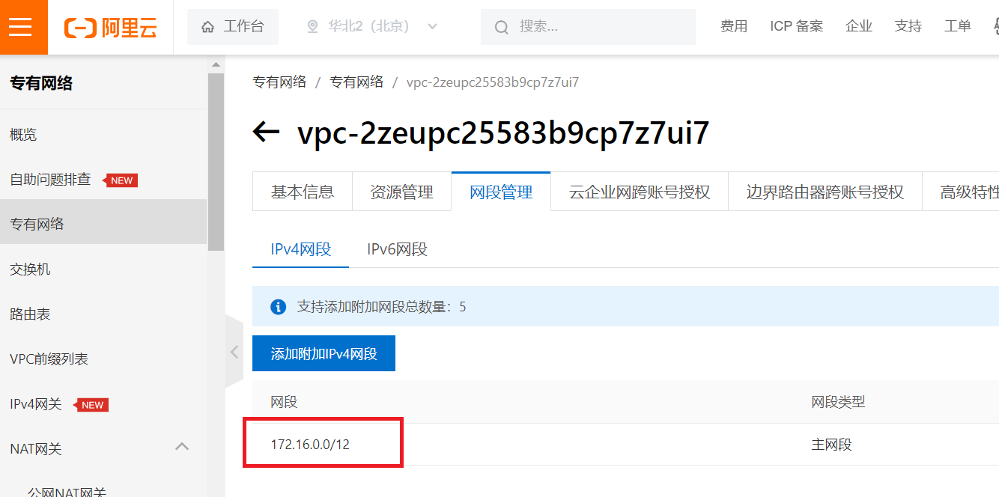 阿里云 工作台 华北2（北京） 搜索... 费用 ICP 备案 企业 支持 工单
专有网络
概览
自助问题排查 NEW
专有网络
交换机
路由表
VPC前缀列表
IPv4网关 NEW
NAT网关
公网NAT网关
专有网络 / 专有网络 / vpc-2zeupc25583b9cp7z7ui7
vpc-2zeupc25583b9cp7z7ui7
基本信息 资源管理 网段管理 云企业网跨账号授权 边界路由器跨账号授权 高级特性
IPv4网段 IPv6网段
支持添加附加网段总数量：5
添加附加IPv4网段
网段 网段类型
172.16.0.0/12 主网段